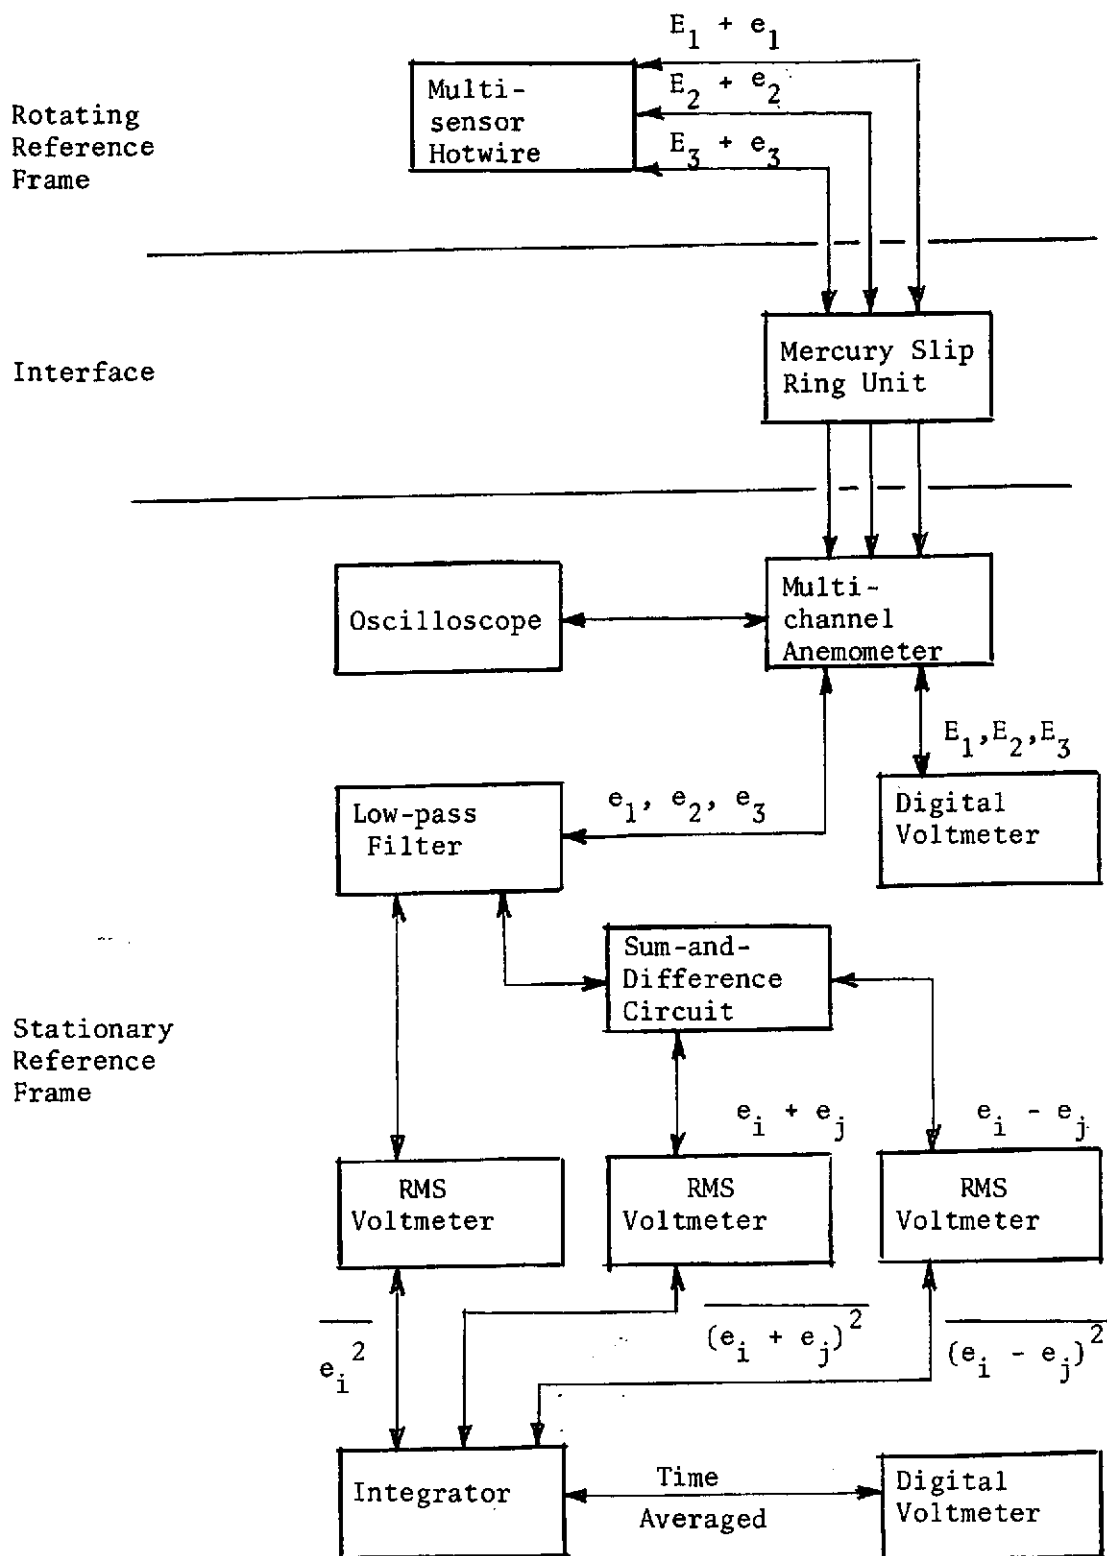 E₁ + e₁
Multi-
sensor
Hotwire
E₂ + e₂
E₃ + e₃
Rotating
Reference
Frame
Interface
Mercury Slip
Ring Unit
Oscilloscope
Multi-
channel
Anemometer
E₁,E₂,E₃
Low-pass
Filter
e₁, e₂, e₃
Digital
Voltmeter
Sum-and-
Difference
Circuit
Stationary
Reference
Frame
eᵢ + eⱼ
eᵢ - eⱼ
RMS
Voltmeter
RMS
Voltmeter
RMS
Voltmeter
eᵢ²
(eᵢ + eⱼ)²
(eᵢ - eⱼ)²
Integrator
Time
Averaged
Digital
Voltmeter